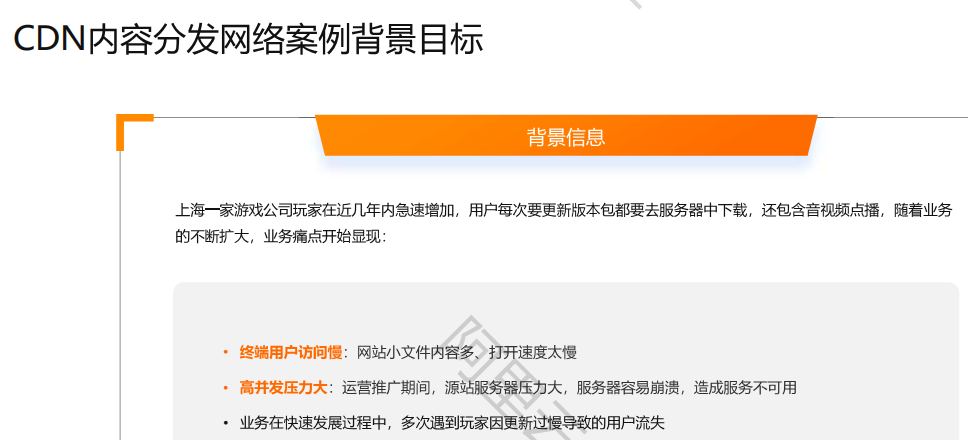 CDN内容分发网络案例背景目标
背景信息
上海一家游戏公司玩家在近几年内急速增加，用户每次要更新版本包都要去服务器中下载，还包含音视频点播，随着业务
的不断扩大，业务痛点开始显现：
• 终端用户访问慢：网站小文件内容多、打开速度太慢
• 高并发压力大：运营推广期间，源站服务器压力大，服务器容易崩溃，造成服务不可用
• 业务在快速发展过程中，多次遇到玩家因更新过慢导致的用户流失
阿里云